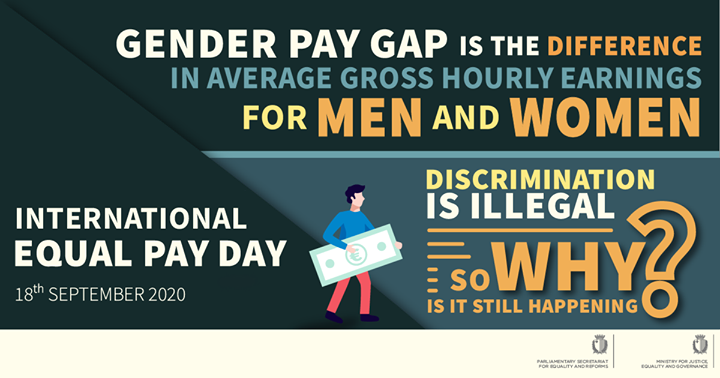 GENDER PAY GAP IS THE DIFFERENCE
IN AVERAGE GROSS HOURLY EARNINGS
FOR MEN AND WOMEN
INTERNATIONAL
EQUAL PAY DAY
18th SEPTEMBER 2020
€
DISCRIMINATION
IS ILLEGAL
SO WHY?
IS IT STILL HAPPENING
PARLIAMENTARY SECRETARIAT
FOR EQUALITY AND REFORMS
MINISTRY FOR JUSTICE,
EQUALITY AND GOVERNANCE